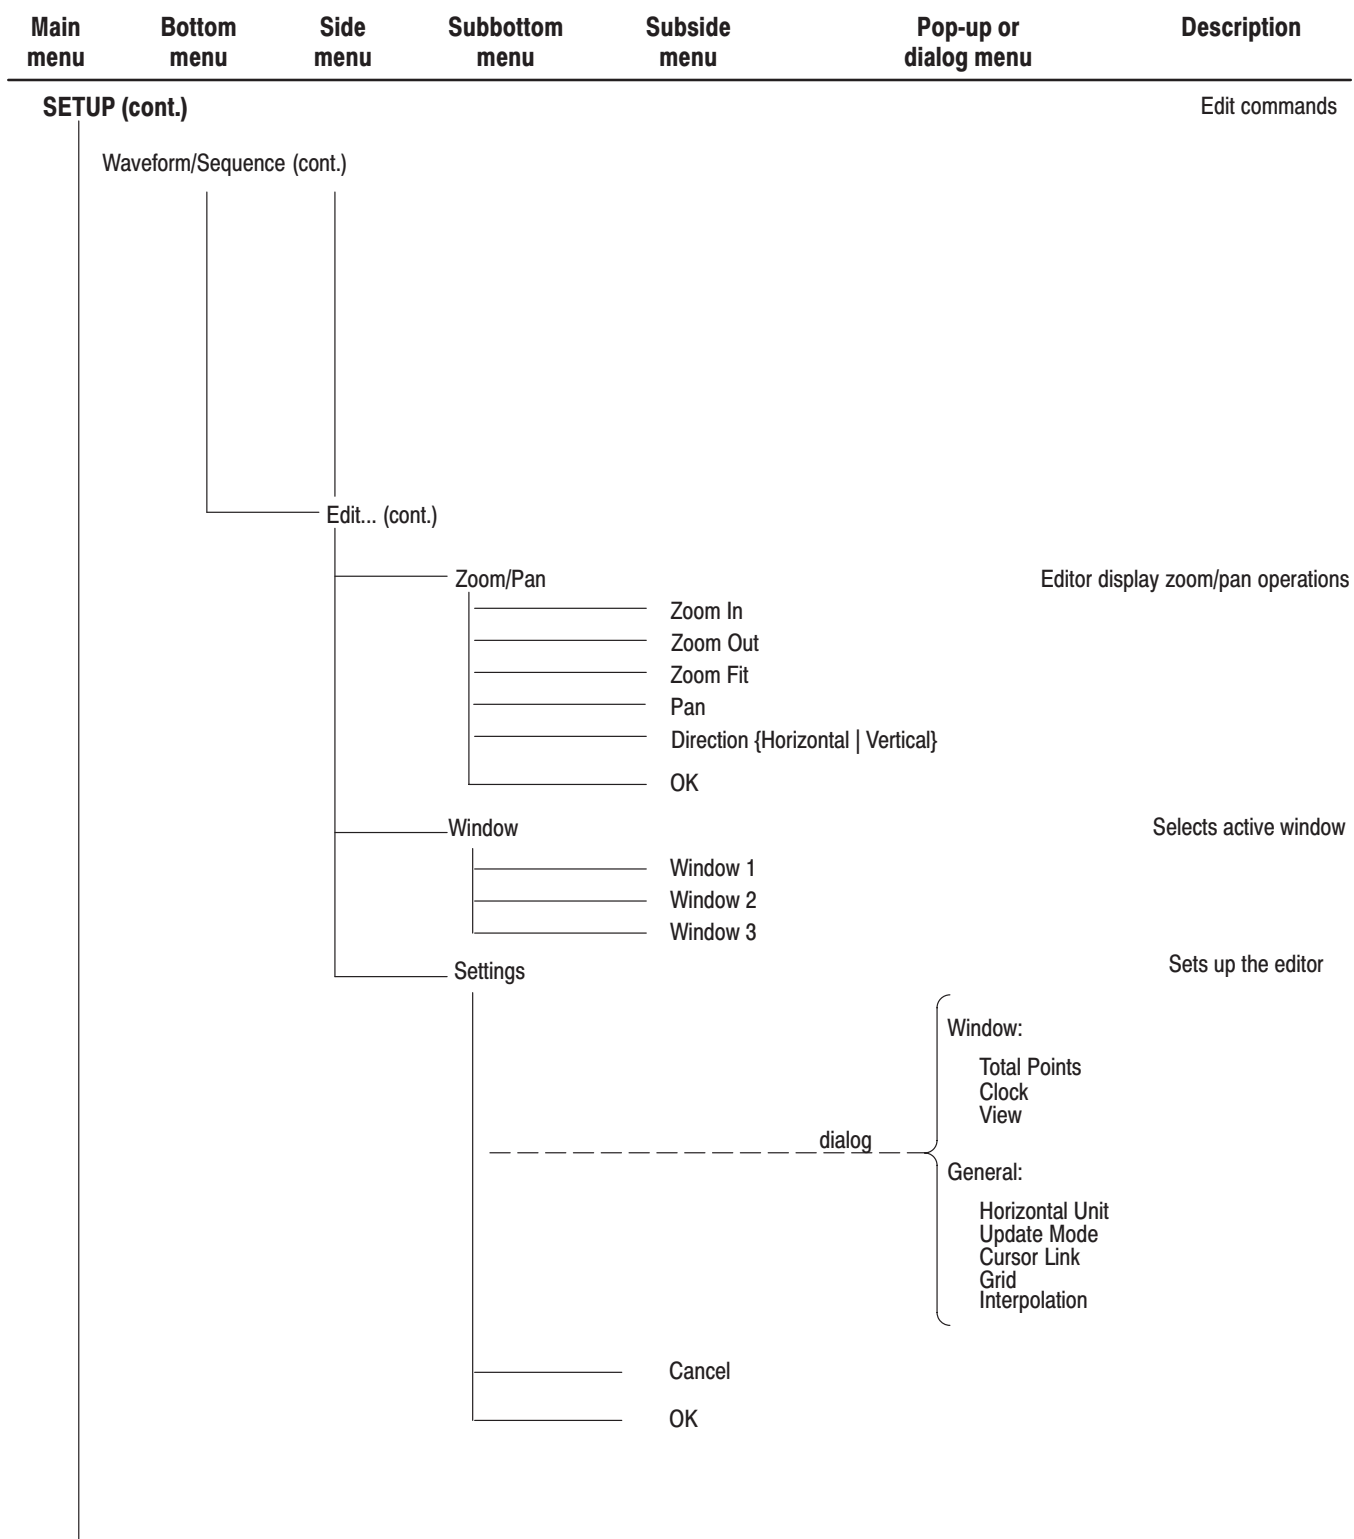 Main menu Bottom menu Side menu Subbottom menu Subside menu Pop-up or dialog menu Description
SETUP (cont.) Edit commands
Waveform/Sequence (cont.)
Edit... (cont.)
Zoom/Pan Editor display zoom/pan operations
Zoom In
Zoom Out
Zoom Fit
Pan
Direction {Horizontal | Vertical}
OK
Window Selects active window
Window 1
Window 2
Window 3
Settings Sets up the editor
Window:
Total Points
Clock
View
dialog
General:
Horizontal Unit
Update Mode
Cursor Link
Grid
Interpolation
Cancel
OK